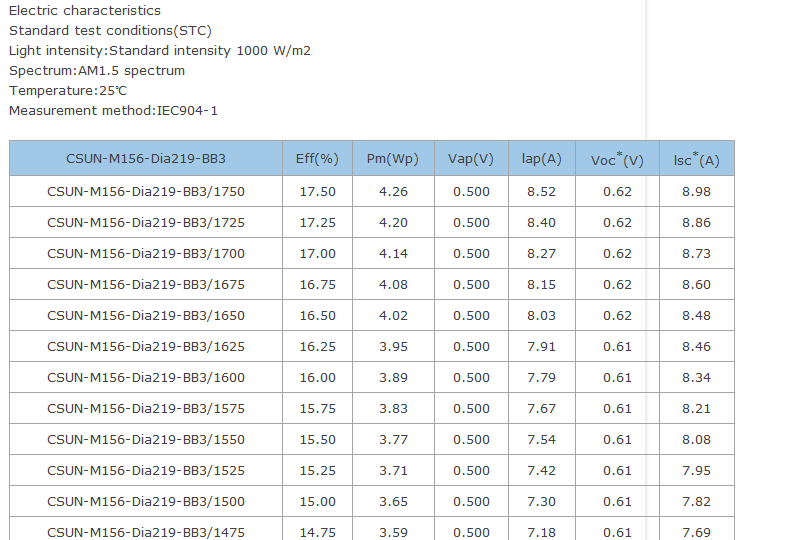 Electric characteristics
Standard test conditions(STC)
Light intensity:Standard intensity 1000 W/m2
Spectrum:AM1.5 spectrum
Temperature:25℃
Measurement method:IEC904-1
CSUN-M156-Dia219-BB3 Eff(%) Pm(Wp) Vap(V) Iap(A) Voc*(V) Isc*(A)
CSUN-M156-Dia219-BB3/1750 17.50 4.26 0.500 8.52 0.62 8.98
CSUN-M156-Dia219-BB3/1725 17.25 4.20 0.500 8.40 0.62 8.86
CSUN-M156-Dia219-BB3/1700 17.00 4.14 0.500 8.27 0.62 8.73
CSUN-M156-Dia219-BB3/1675 16.75 4.08 0.500 8.15 0.62 8.60
CSUN-M156-Dia219-BB3/1650 16.50 4.02 0.500 8.03 0.62 8.48
CSUN-M156-Dia219-BB3/1625 16.25 3.95 0.500 7.91 0.61 8.46
CSUN-M156-Dia219-BB3/1600 16.00 3.89 0.500 7.79 0.61 8.34
CSUN-M156-Dia219-BB3/1575 15.75 3.83 0.500 7.67 0.61 8.21
CSUN-M156-Dia219-BB3/1550 15.50 3.77 0.500 7.54 0.61 8.08
CSUN-M156-Dia219-BB3/1525 15.25 3.71 0.500 7.42 0.61 7.95
CSUN-M156-Dia219-BB3/1500 15.00 3.65 0.500 7.30 0.61 7.82
CSUN-M156-Dia219-BB3/1475 14.75 3.59 0.500 7.18 0.61 7.69